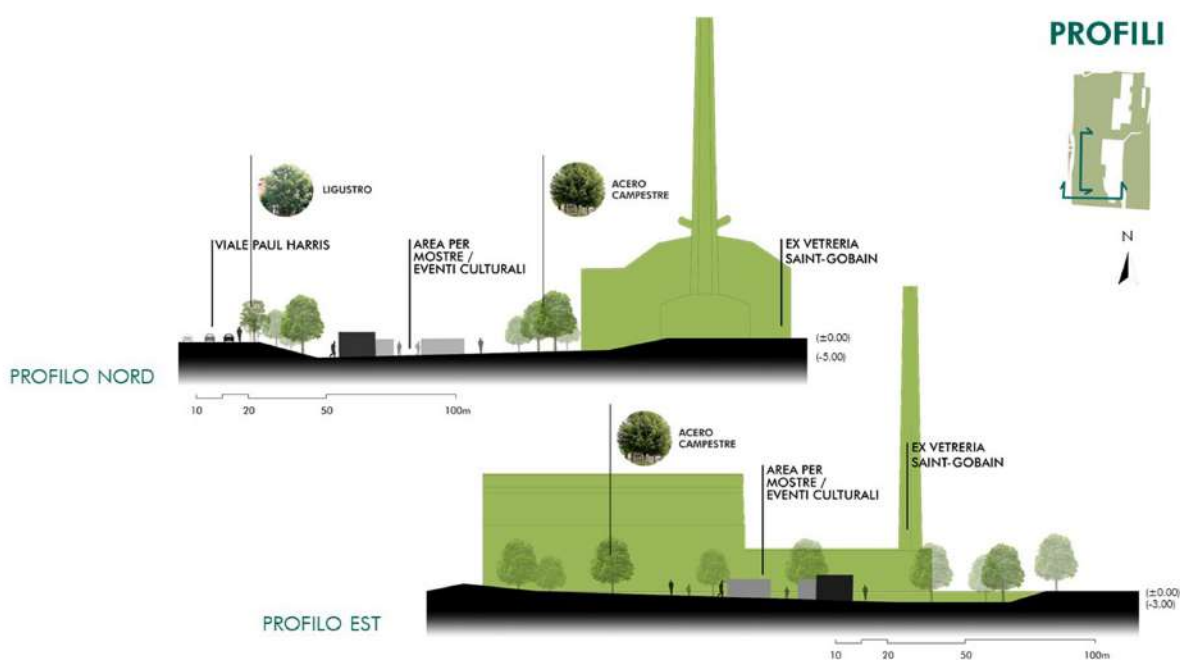 PROFILI
N
LIGUSTRO
ACERO
CAMPESTRE
VIALE PAUL HARRIS
AREA PER
MOSTRE /
EVENTI CULTURALI
EX VETRERIA
SAINT-GOBAIN
(±0.00)
(-5.00)
PROFILO NORD
10 20 50 100m
ACERO
CAMPESTRE
AREA PER
MOSTRE /
EVENTI CULTURALI
EX VETRERIA
SAINT-GOBAIN
(±0.00)
(-3.00)
PROFILO EST
10 20 50 100m